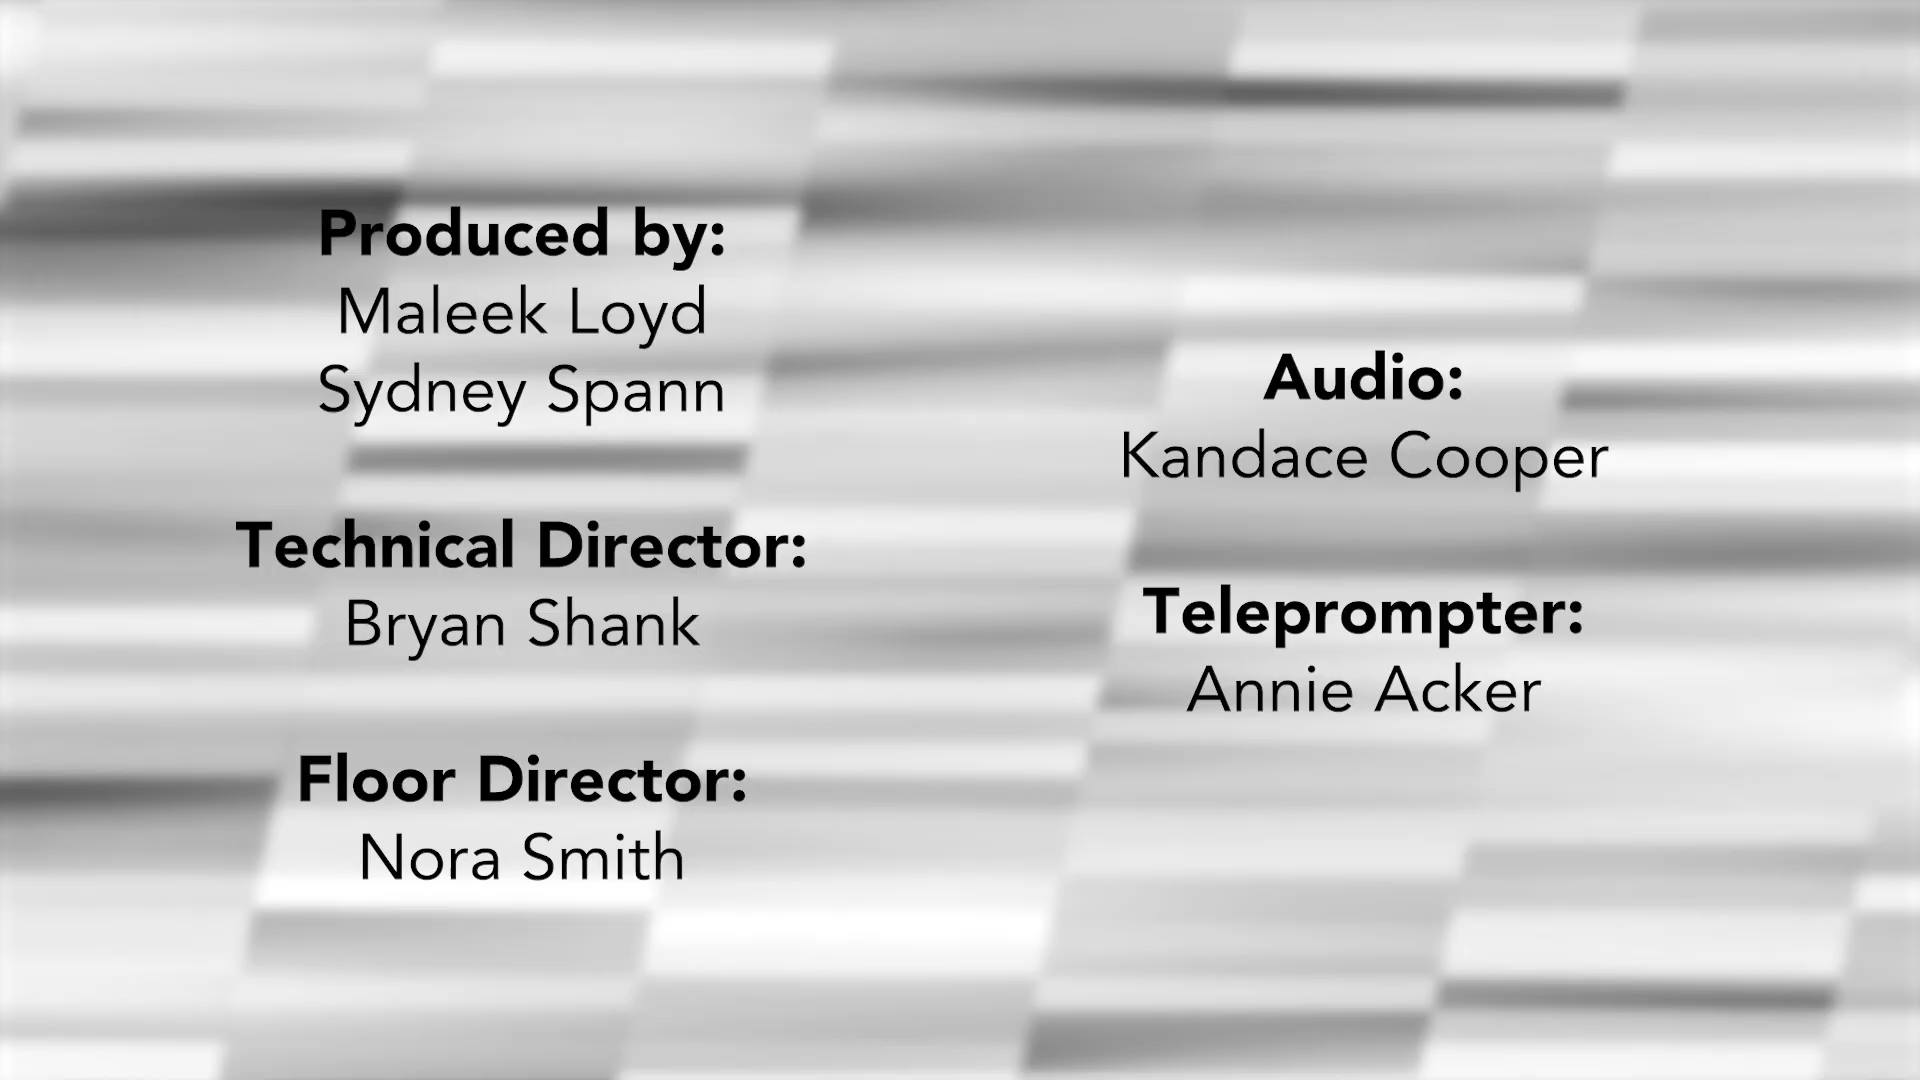 Produced by:
Maleek Loyd
Sydney Spann
Technical Director:
Bryan Shank
Floor Director:
Nora Smith
Audio:
Kandace Cooper
Teleprompter:
Annie Acker